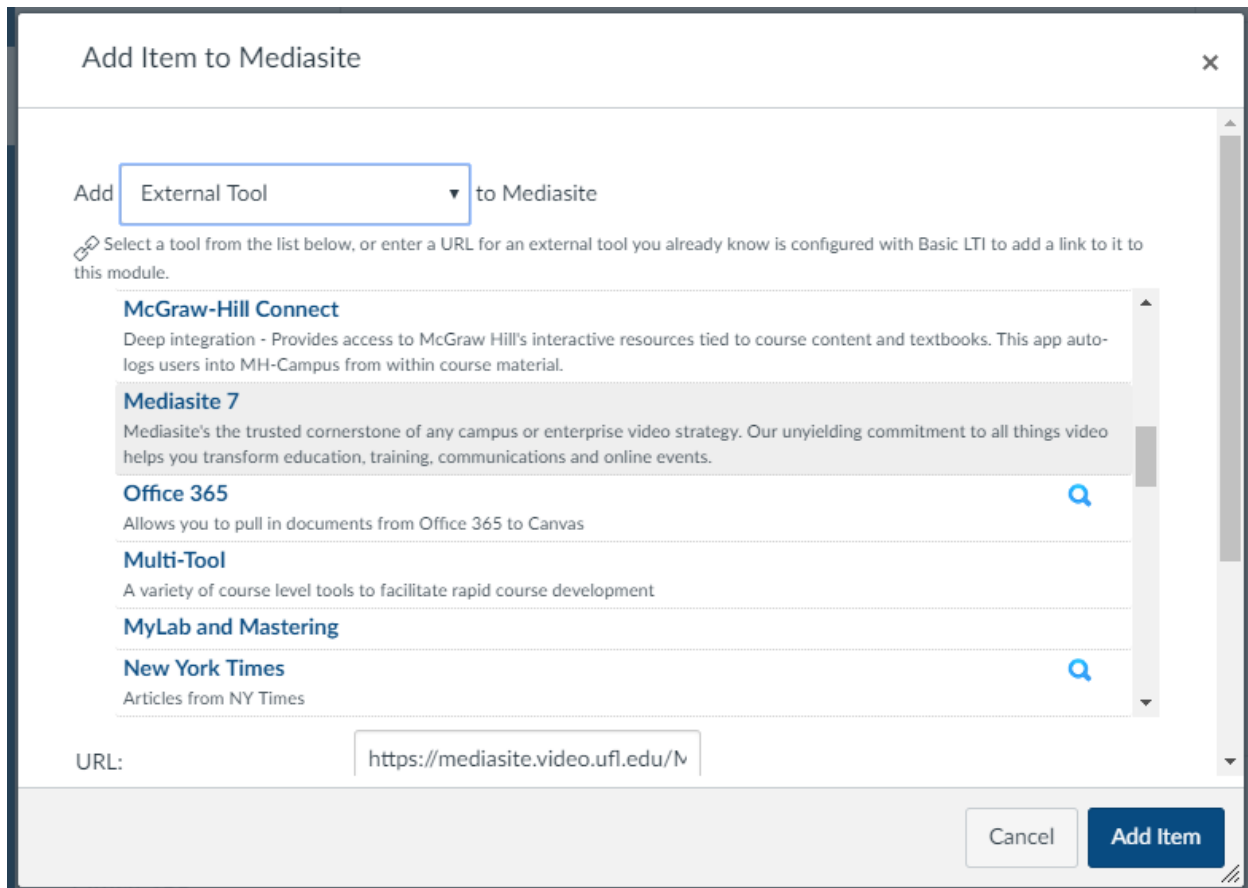 Add Item to Mediasite
×
Add External Tool ▼ to Mediasite
Select a tool from the list below, or enter a URL for an external tool you already know is configured with Basic LTI to add a link to it to
this module.
McGraw-Hill Connect
Deep integration - Provides access to McGraw Hill's interactive resources tied to course content and textbooks. This app auto-
logs users into MH-Campus from within course material.
Mediasite 7
Mediasite's the trusted cornerstone of any campus or enterprise video strategy. Our unyielding commitment to all things video
helps you transform education, training, communications and online events.
Office 365
Allows you to pull in documents from Office 365 to Canvas
Multi-Tool
A variety of course level tools to facilitate rapid course development
MyLab and Mastering
New York Times
Articles from NY Times
URL: https://mediasite.video.ufl.edu/M
Cancel Add Item